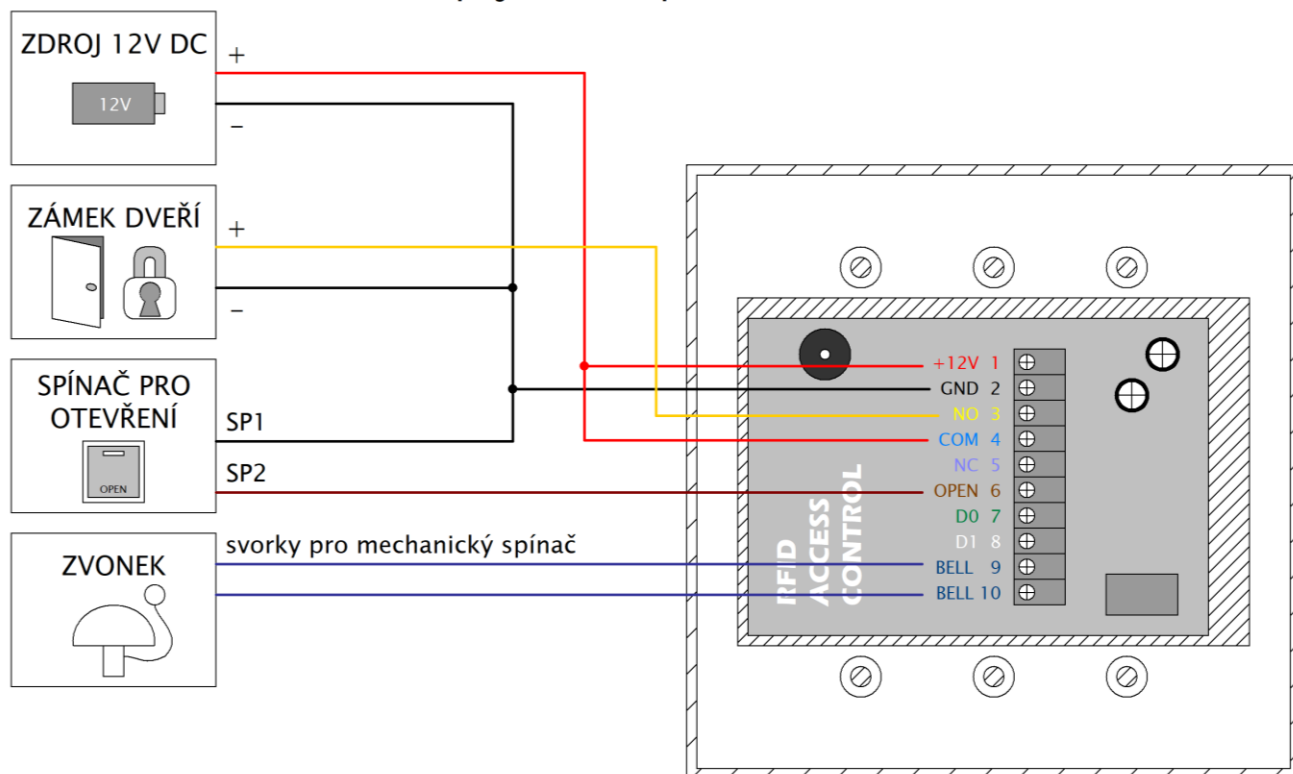 ZDROJ 12V DC
12V
+
−
ZÁMEK DVEŘÍ
+
−
SPÍNAČ PRO
OTEVŘENÍ
OPEN
SP1
SP2
ZVONEK
svorky pro mechanický spínač
+12V 1
GND 2
NO 3
COM 4
NC 5
OPEN 6
D0 7
D1 8
BELL 9
BELL 10
RFID
ACCESS
CONTROL